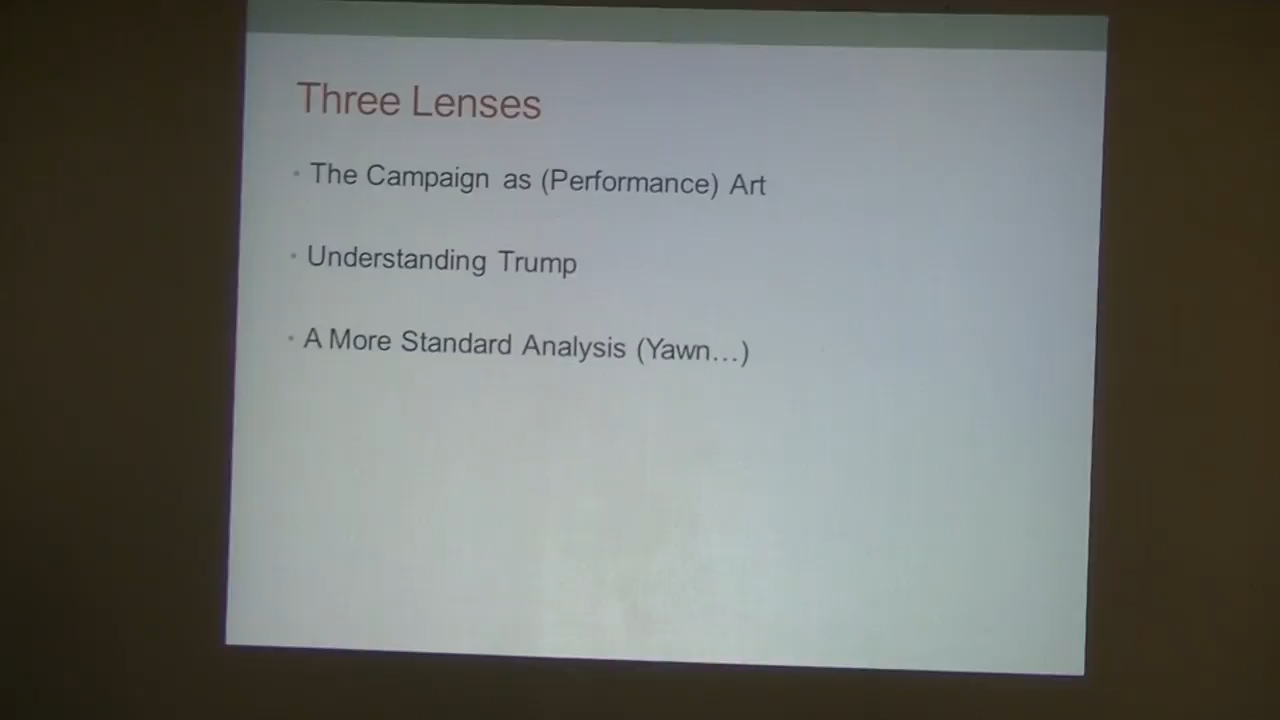 Three Lenses
• The Campaign as (Performance) Art
• Understanding Trump
• A More Standard Analysis (Yawn…)